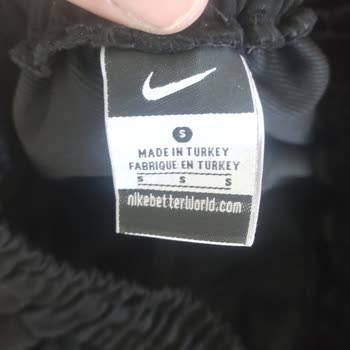 S
MADE IN TURKEY
FABRIQUE EN TURKEY
S S S
nikebetterworld.com